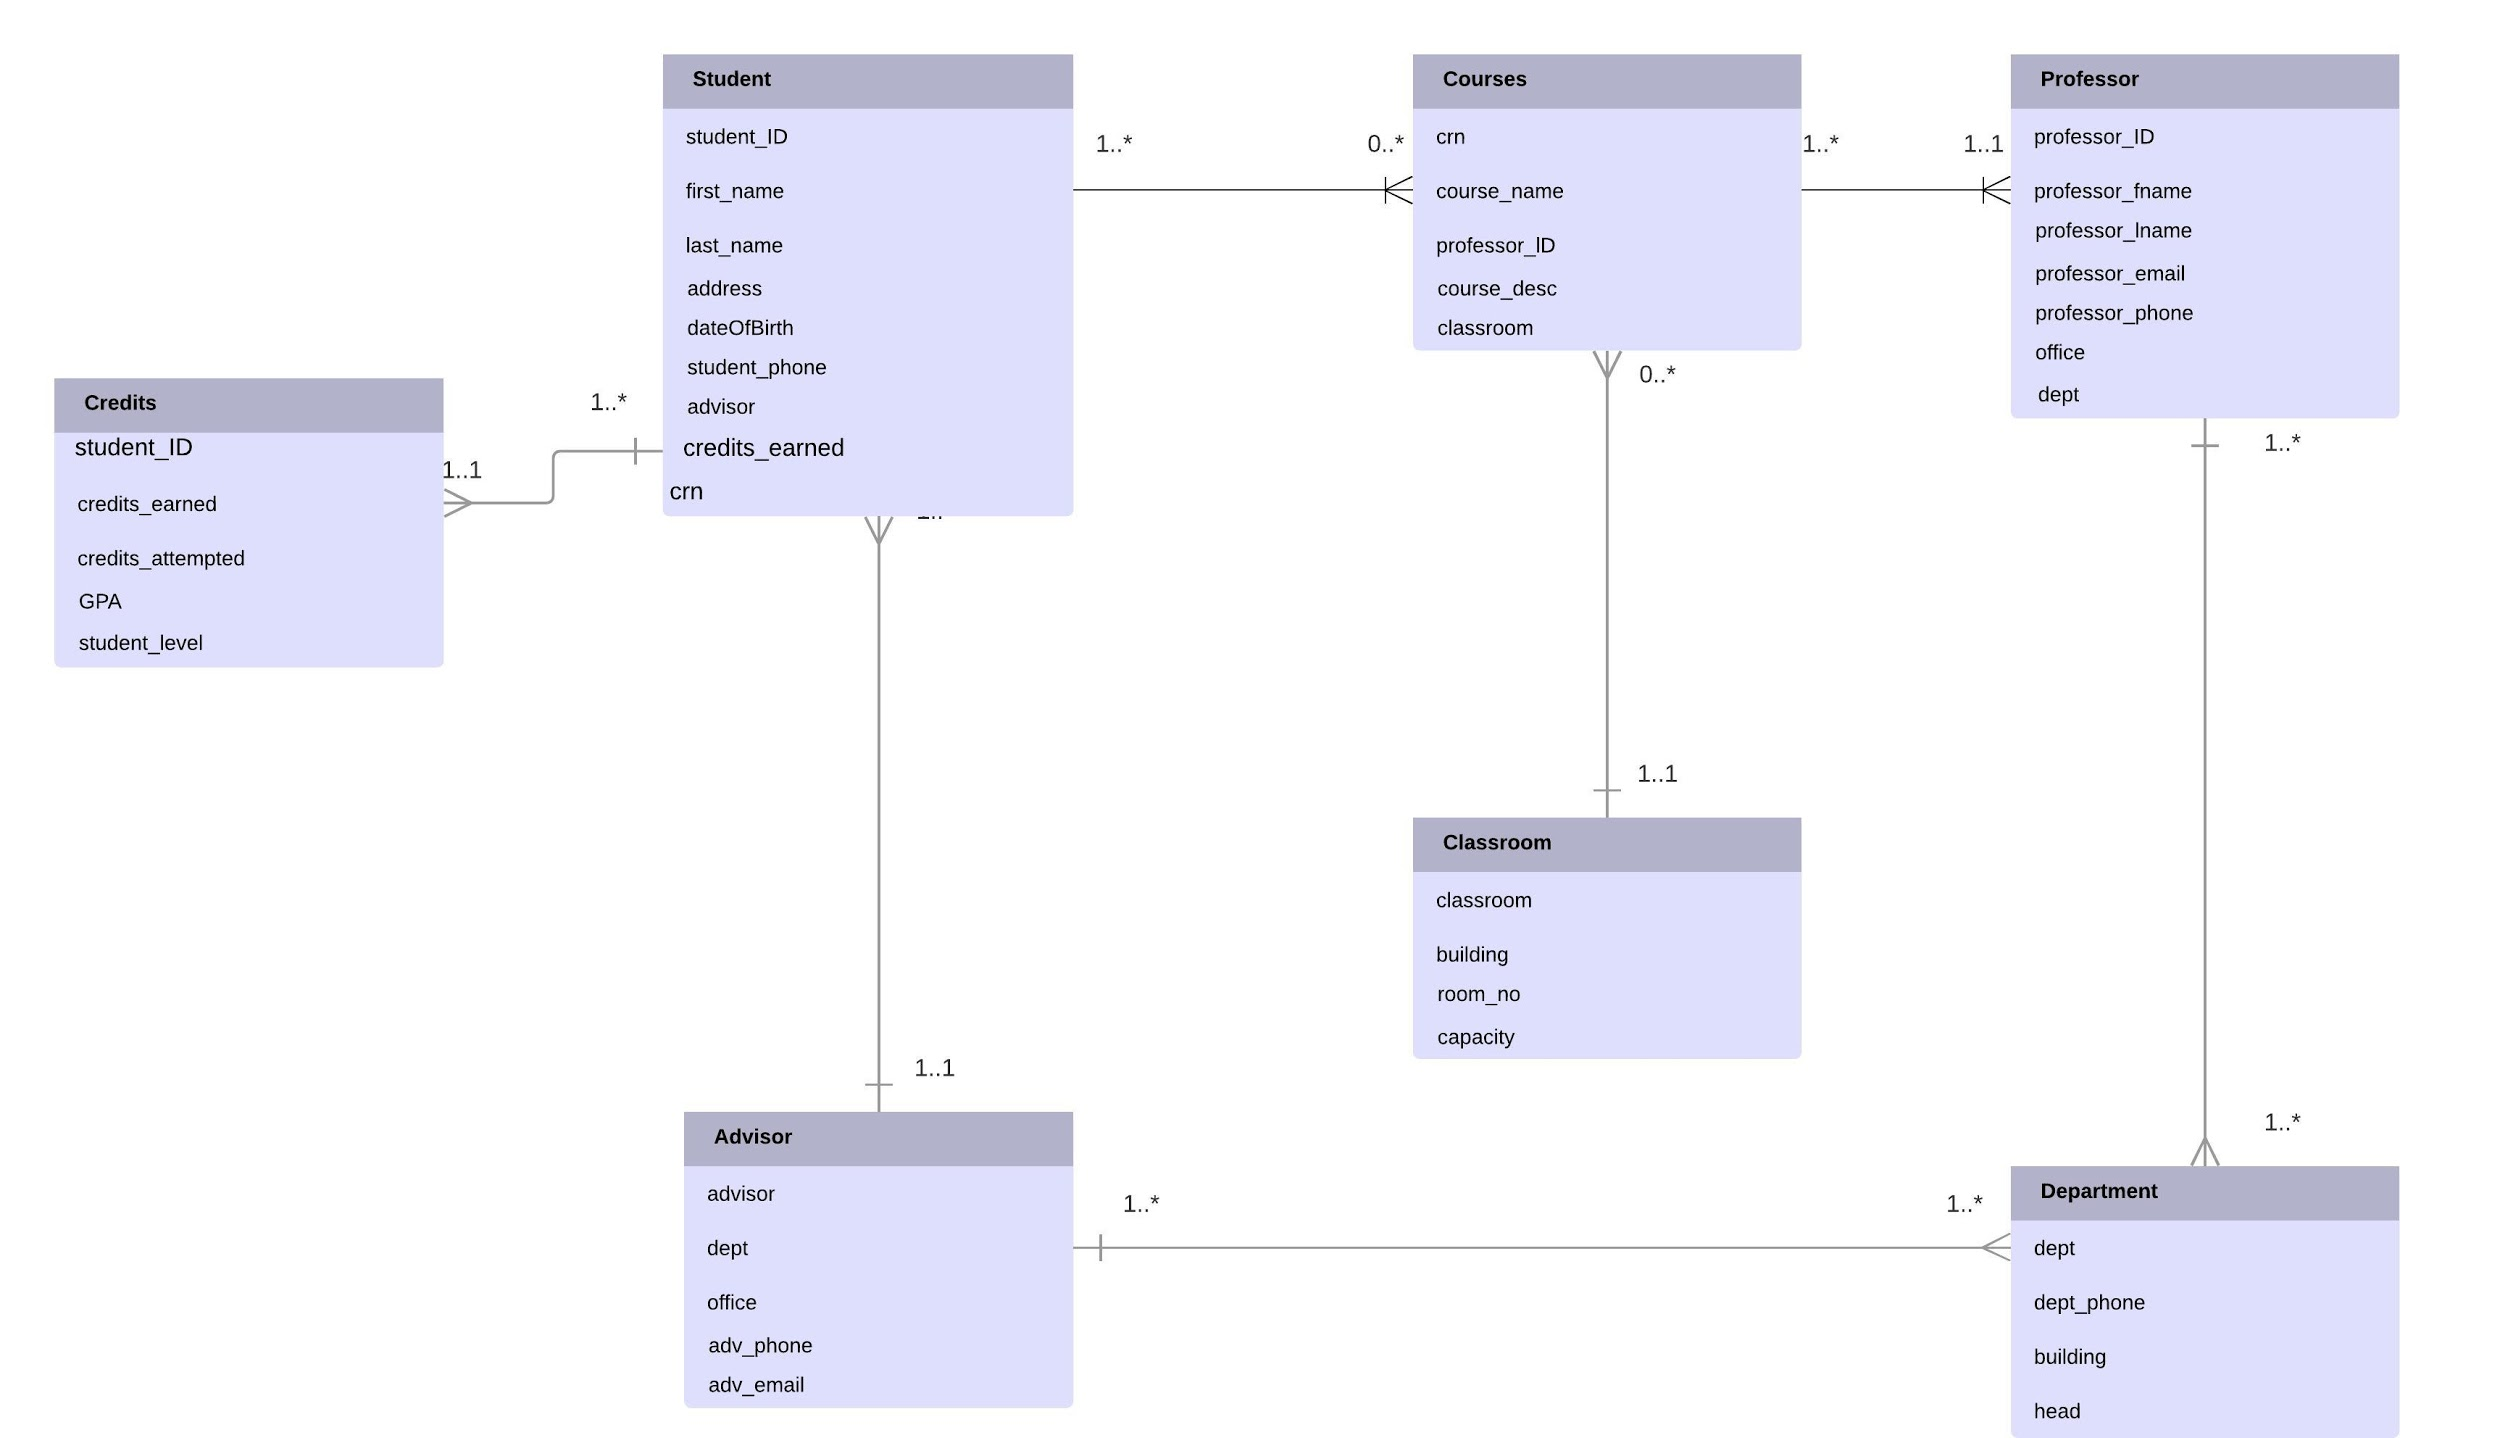 Student
student_ID
first_name
last_name
address
dateOfBirth
student_phone
advisor
credits_earned
crn
1..*
0..*
Courses
crn
course_name
professor_ID
course_desc
classroom
1..*
1..1
Professor
professor_ID
professor_fname
professor_lname
professor_email
professor_phone
office
dept
Credits
student_ID
credits_earned
credits_attempted
GPA
student_level
1..*
1..1
0..*
1..1
1..*
1..*
Classroom
classroom
building
room_no
capacity
1..1
Advisor
advisor
dept
office
adv_phone
adv_email
1..*
1..*
Department
dept
dept_phone
building
head